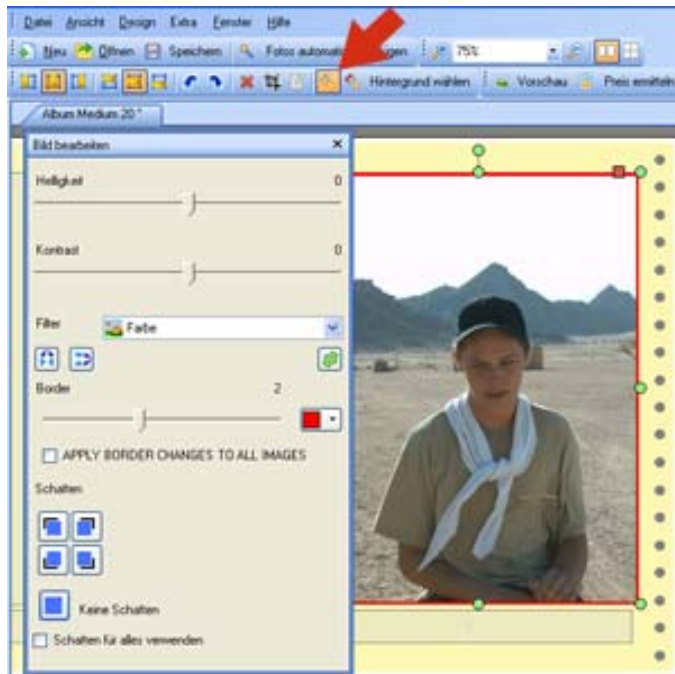 Datei Ansicht Design Extra Fenster Hilfe
Neu Öffnen Speichern Fotos automatisch 75%
Hintergrund wählen Vorschau Preis ermitteln
Album Medium 20 *
Bild bearbeiten
Helligkeit 0
Kontrast 0
Filter Farbe
Border 2
APPLY BORDER CHANGES TO ALL IMAGES
Schatten
Keine Schatten
Schatten für alles verwenden